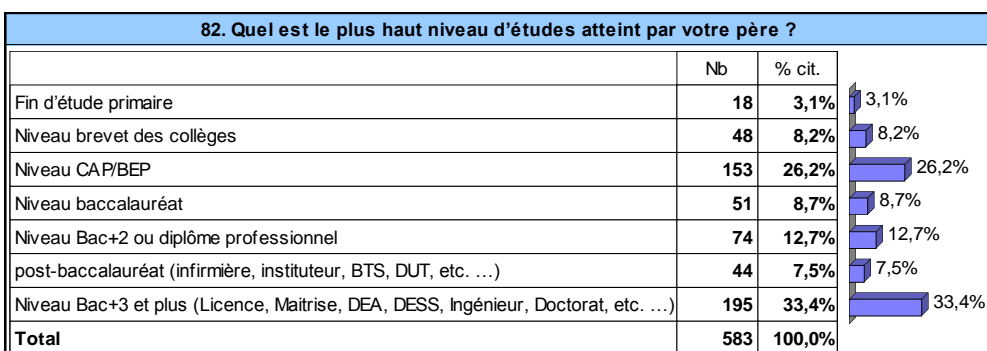 82. Quel est le plus haut niveau d'études atteint par votre père ?
Nb % cit.
Fin d'étude primaire 18 3,1% 3,1%
Niveau brevet des collèges 48 8,2% 8,2%
Niveau CAP/BEP 153 26,2% 26,2%
Niveau baccalauréat 51 8,7% 8,7%
Niveau Bac+2 ou diplôme professionnel 74 12,7% 12,7%
post-baccalauréat (infirmière, instituteur, BTS, DUT, etc. …) 44 7,5% 7,5%
Niveau Bac+3 et plus (Licence, Maitrise, DEA, DESS, Ingénieur, Doctorat, etc. …) 195 33,4% 33,4%
Total 583 100,0%